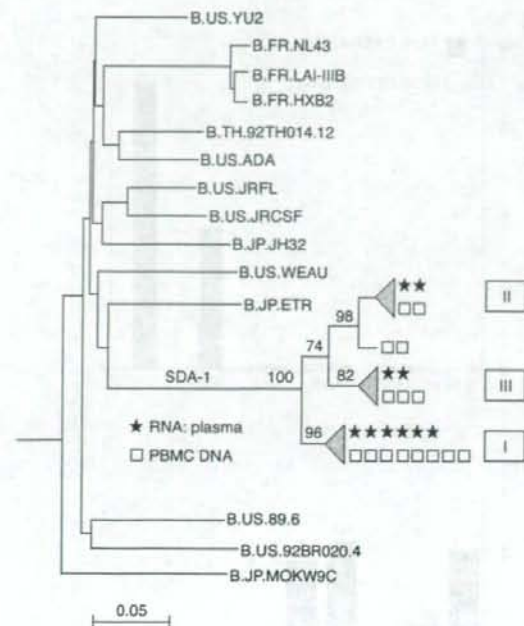 B.US.YU2
B.FR.NL43
B.FR.LAI-IIIB
B.FR.HXB2
B.TH.92TH014.12
B.US.ADA
B.US.JRFL
B.US.JRCSF
B.JP.JH32
B.US.WEAU
B.JP.ETR
98
II
74
SDA-1
100
82
III
★ RNA: plasma
96
I
□ PBMC DNA
B.US.89.6
B.US.92BR020.4
B.JP.MOKW9C
0.05